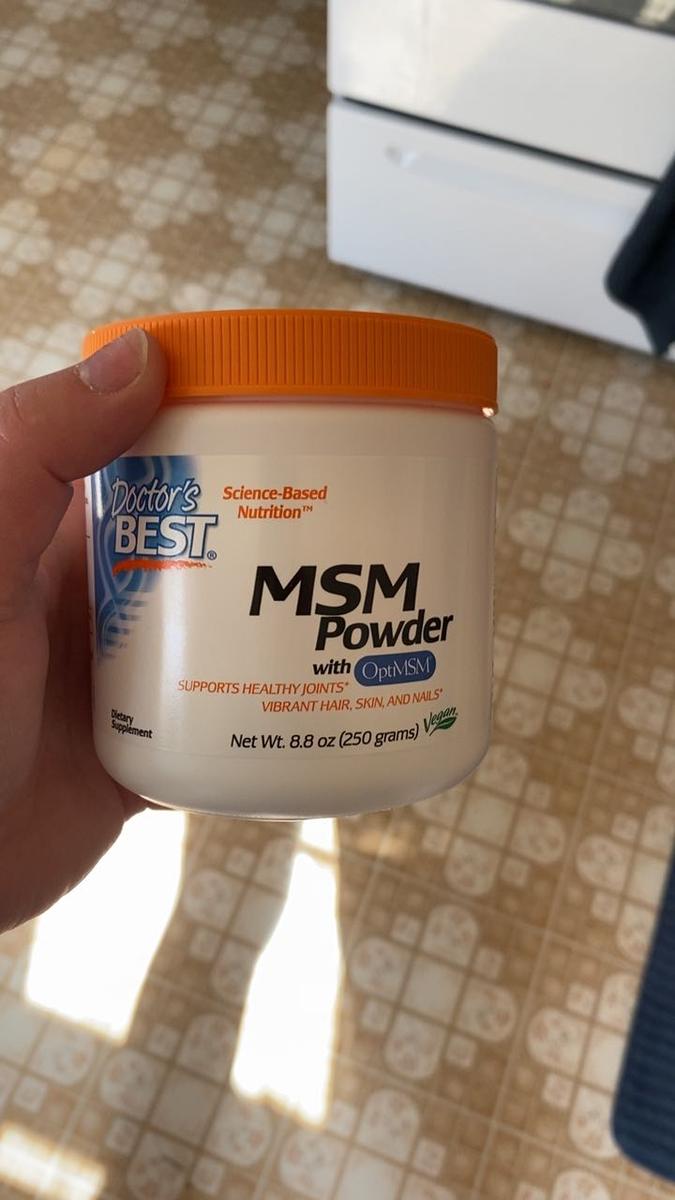 Doctor's
BEST®
Science-Based
Nutrition™
MSM
Powder
with OptiMSM®
SUPPORTS HEALTHY JOINTS*
VIBRANT HAIR, SKIN, AND NAILS*
Dietary
Supplement
Net Wt. 8.8 oz (250 grams)
Vegan